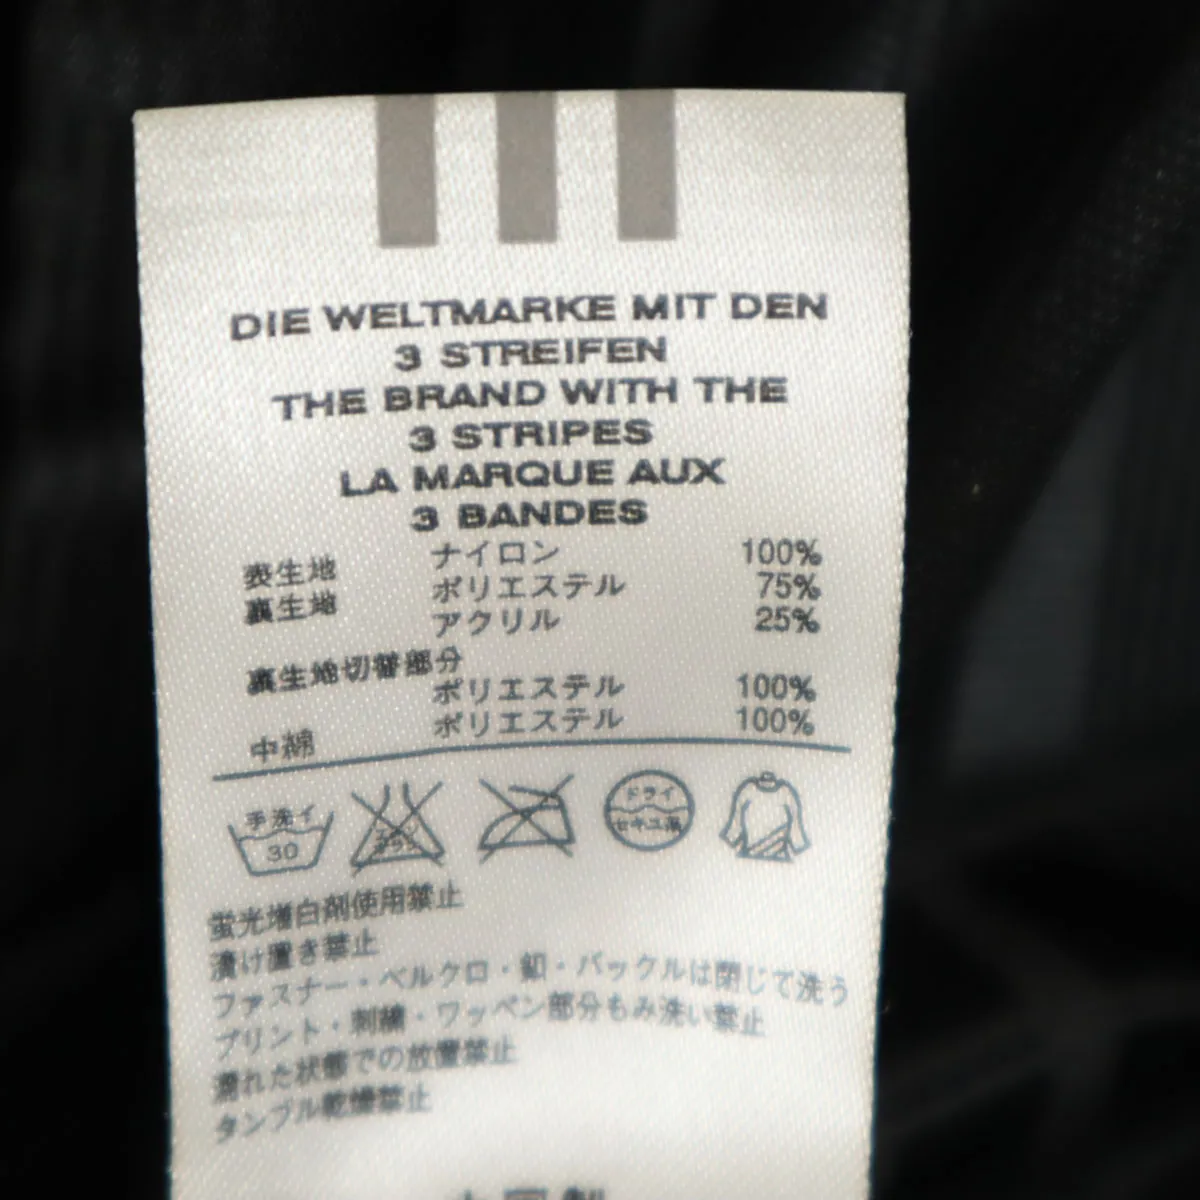 DIE WELTMARKE MIT DEN
3 STREIFEN
THE BRAND WITH THE
3 STRIPES
LA MARQUE AUX
3 BANDES
表生地 ナイロン 100%
裏生地 ポリエステル 75%
アクリル 25%
裏生地切替部分
ポリエステル 100%
中綿 ポリエステル 100%
手洗イ
30
ドライ
セキユ系
蛍光増白剤使用禁止
漬け置き禁止
ファスナー・ベルクロ・釦・バックルは閉じて洗う
プリント・刺繍・ワッペン部分もみ洗い禁止
濡れた状態での放置禁止
タンブル乾燥禁止